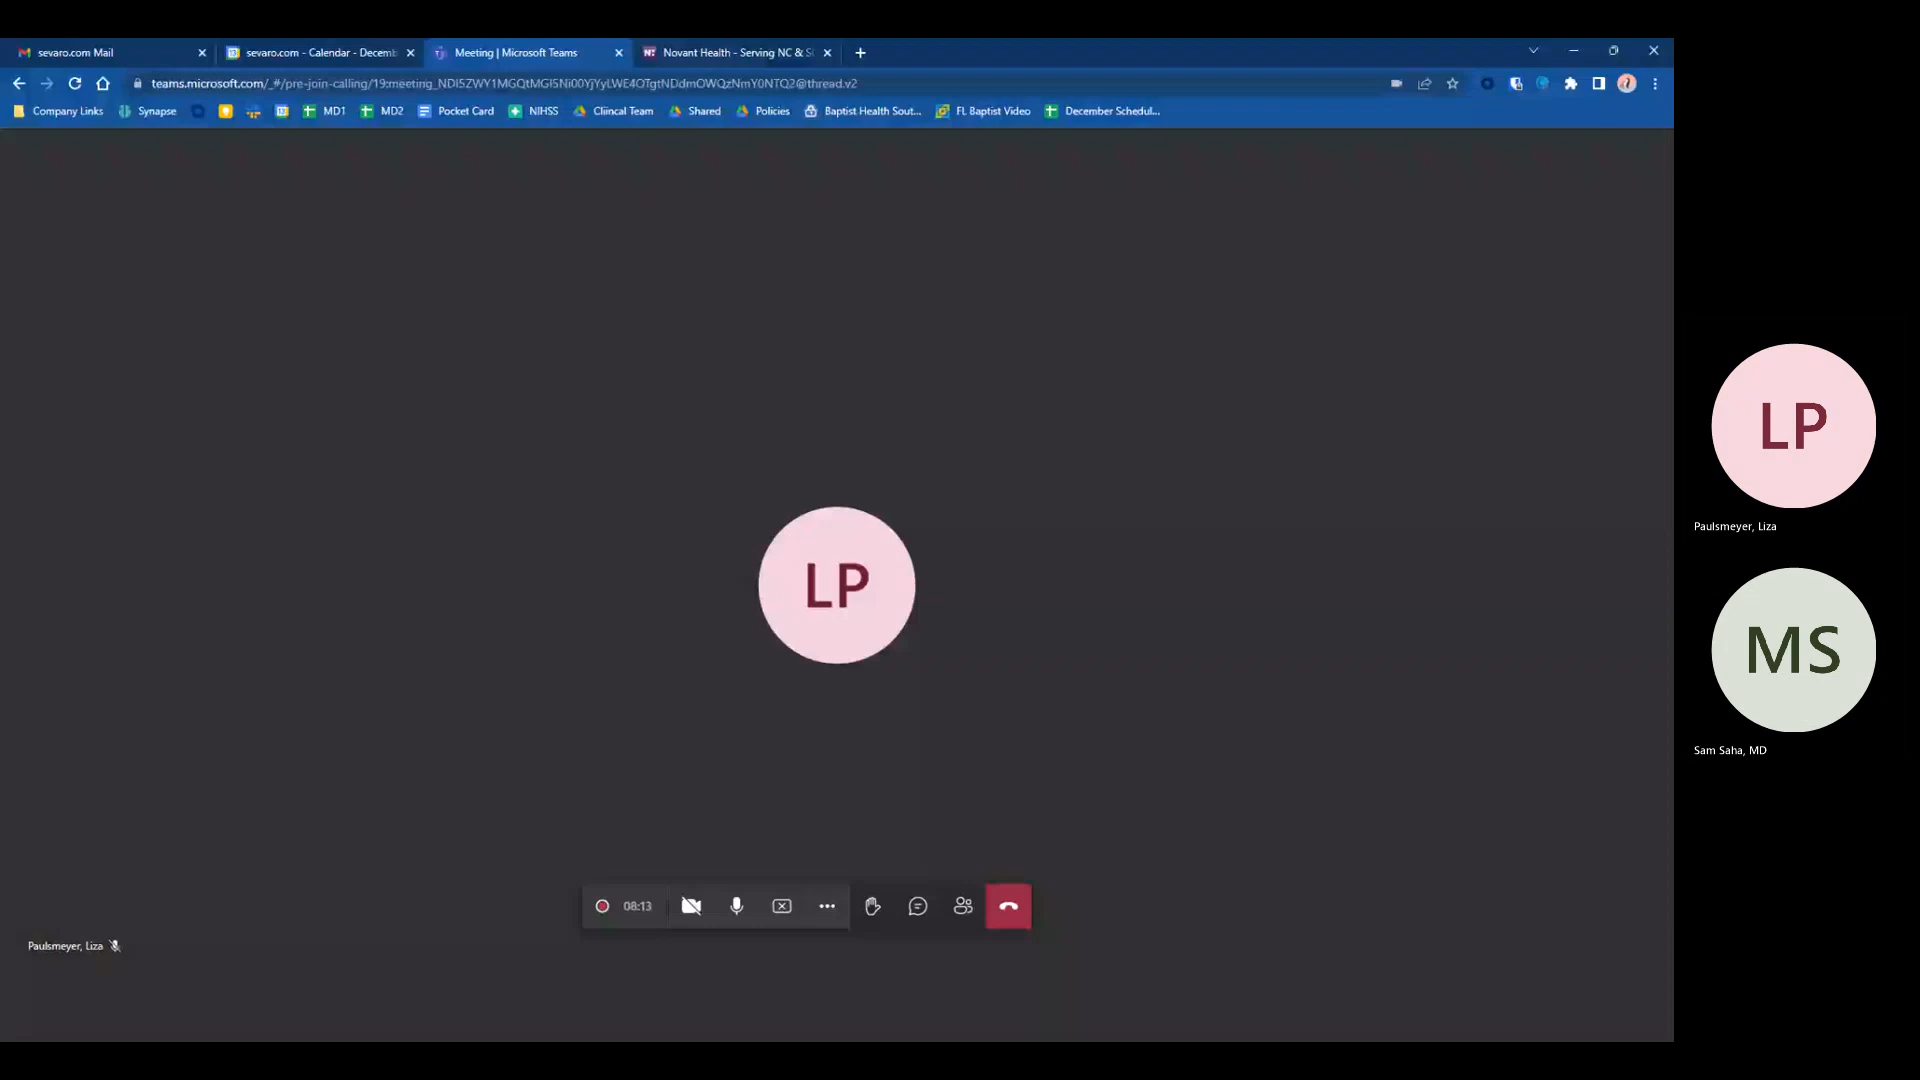 sevaro.com Mail
sevaro.com - Calendar - Decemb
Meeting | Microsoft Teams
Novant Health - Serving NC & S
teams.microsoft.com/_#/pre-join-calling/19:meeting_NDI5ZWY1MGQtMGI5Ni00YjYyLWE4OTgtNDdmOWQzNmY0NTQ2@thread.v2
Company Links
Synapse
MD1
MD2
Pocket Card
NIHSS
Cliincal Team
Shared
Policies
Baptist Health Sout...
FL Baptist Video
December Schedul...
LP
Paulsmeyer, Liza
LP
MS
Sam Saha, MD
08:13
Paulsmeyer, Liza